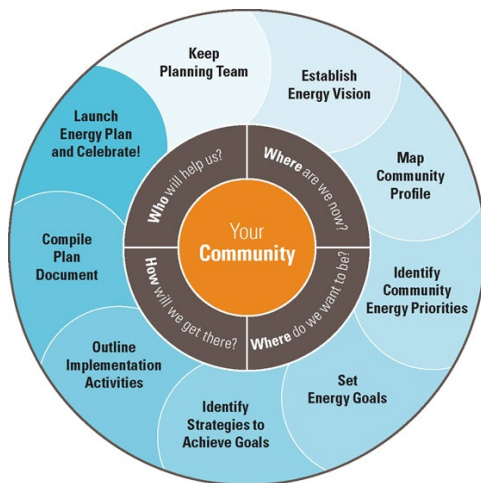 Keep
Planning Team
Establish
Energy Vision
Map
Community
Profile
Identify
Community
Energy Priorities
Set
Energy Goals
Identify
Strategies to
Achieve Goals
Outline
Implementation
Activities
Compile
Plan
Document
Launch
Energy Plan
and Celebrate!
Who will help us?
Where are we now?
Where do we want to be?
How will we get there?
Your
Community